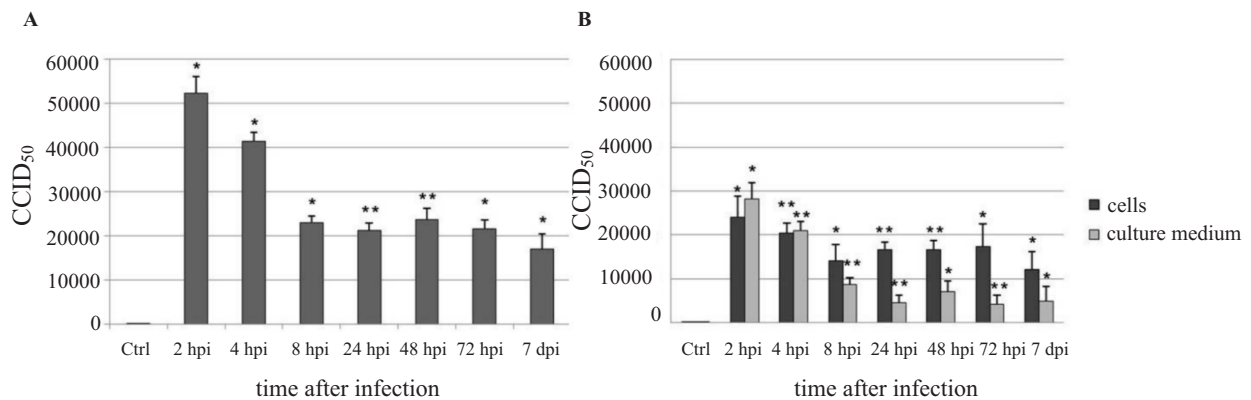 A
CCID50
60000
50000
40000
30000
20000
10000
0
* * * ** ** * *
Ctrl 2 hpi 4 hpi 8 hpi 24 hpi 48 hpi 72 hpi 7 dpi
time after infection
B
CCID50
60000
50000
40000
30000
20000
10000
0
* * ** ** * ** ** ** ** * * ** * *
Ctrl 2 hpi 4 hpi 8 hpi 24 hpi 48 hpi 72 hpi 7 dpi
time after infection
cells
culture medium